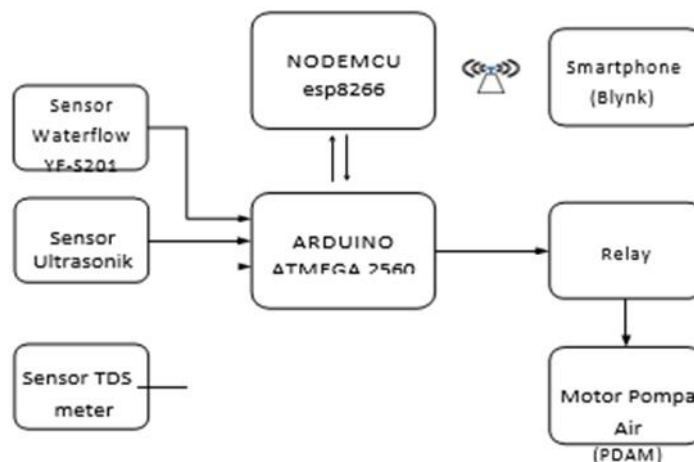 NODEMCU
esp8266
Smartphone
(Blynk)
Sensor
Waterflow
YF-S201
Sensor
Ultrasonik
ARDUINO
ATMEGA 2560
Relay
Sensor TDS
meter
Motor Pompa
Air
(PDAM)